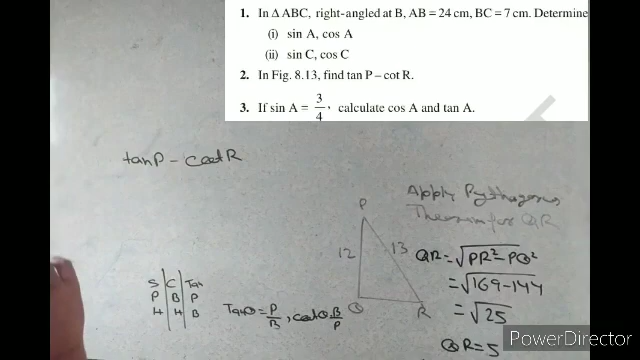 1. In Δ ABC, right-angled at B, AB = 24 cm, BC = 7 cm. Determine
(i) sin A, cos A
(ii) sin C, cos C
2. In Fig. 8.13, find tan P – cot R.
3. If sin A = 3/4, calculate cos A and tan A.
tanP - cotR
Apply Pythagoras
Theorem for QR
P
12
13
Q
R
QR = √PR²-PQ²
= √169-144
= √25
QR = 5
S | C | Tan
P | B | P
H | H | B
Tanθ = P/B, cotθ B/P
PowerDirector